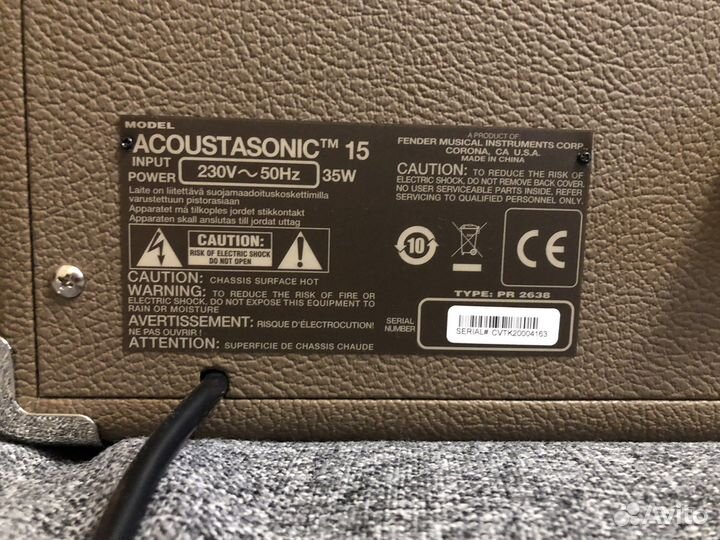 MODEL
ACOUSTASONIC™ 15
INPUT
POWER 230V~50Hz 35W
Laite on liitettävä suojamaadoituskoskettimilla
varustettuun pistorasiaan
Apparatet må tilkoples jordet stikkontakt
Apparaten skall anslutas till jordat uttag
CAUTION:
RISK OF ELECTRIC SHOCK
DO NOT OPEN
CAUTION: CHASSIS SURFACE HOT
WARNING: TO REDUCE THE RISK OF FIRE OR
ELECTRIC SHOCK, DO NOT EXPOSE THIS EQUIPMENT TO
RAIN OR MOISTURE
AVERTISSEMENT: RISQUE D'ÉLECTROCUTION!
NE PAS OUVRIR!
ATTENTION: SUPERFICIE DE CHASSIS CHAUDE
A PRODUCT OF
FENDER MUSICAL INSTRUMENTS CORP.
CORONA, CA U.S.A.
MADE IN CHINA
CAUTION: TO REDUCE THE RISK OF
ELECTRIC SHOCK, DO NOT REMOVE BACK COVER.
NO USER SERVICEABLE PARTS INSIDE. REFER
SERVICING TO QUALIFIED PERSONNEL ONLY.
10
CE
TYPE: PR 2638
SERIAL
NUMBER
SERIAL#: CVTK20004163
Avito